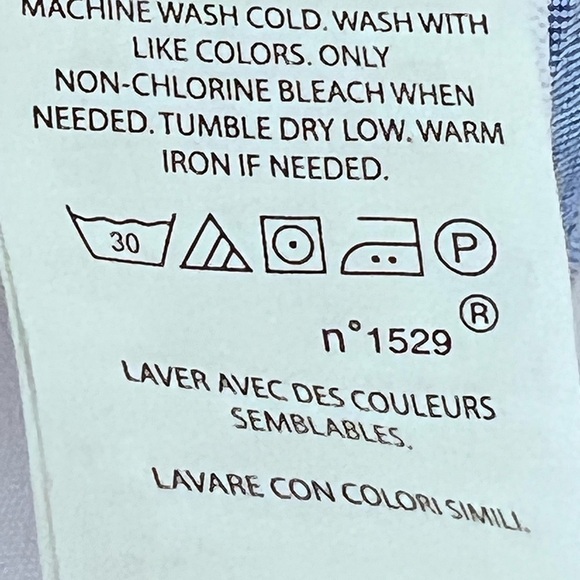 MACHINE WASH COLD. WASH WITH
LIKE COLORS. ONLY
NON-CHLORINE BLEACH WHEN
NEEDED. TUMBLE DRY LOW. WARM
IRON IF NEEDED.
30 P
®
n°1529
LAVER AVEC DES COULEURS
SEMBLABLES.
LAVARE CON COLORI SIMILI.